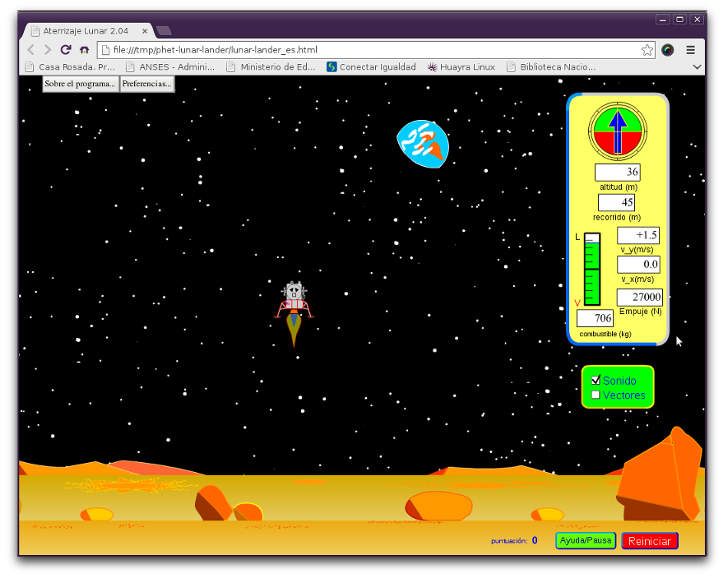 Aterrizaje Lunar 2.04
file:///tmp/phet-lunar-lander/lunar-lander_es.html
Casa Rosada. Pr... ANSES - Admini... Ministerio de Ed... Conectar Igualdad Huayra Linux Biblioteca Nacio...
Sobre el programa... Preferencias...
36
altitud (m)
45
recorrido (m)
L
+1.5
v_y(m/s)
0.0
v_x(m/s)
27000
V
Empuje (N)
706
combustible (kg)
Sonido
Vectores
puntuación: 0 Ayuda/Pausa Reiniciar